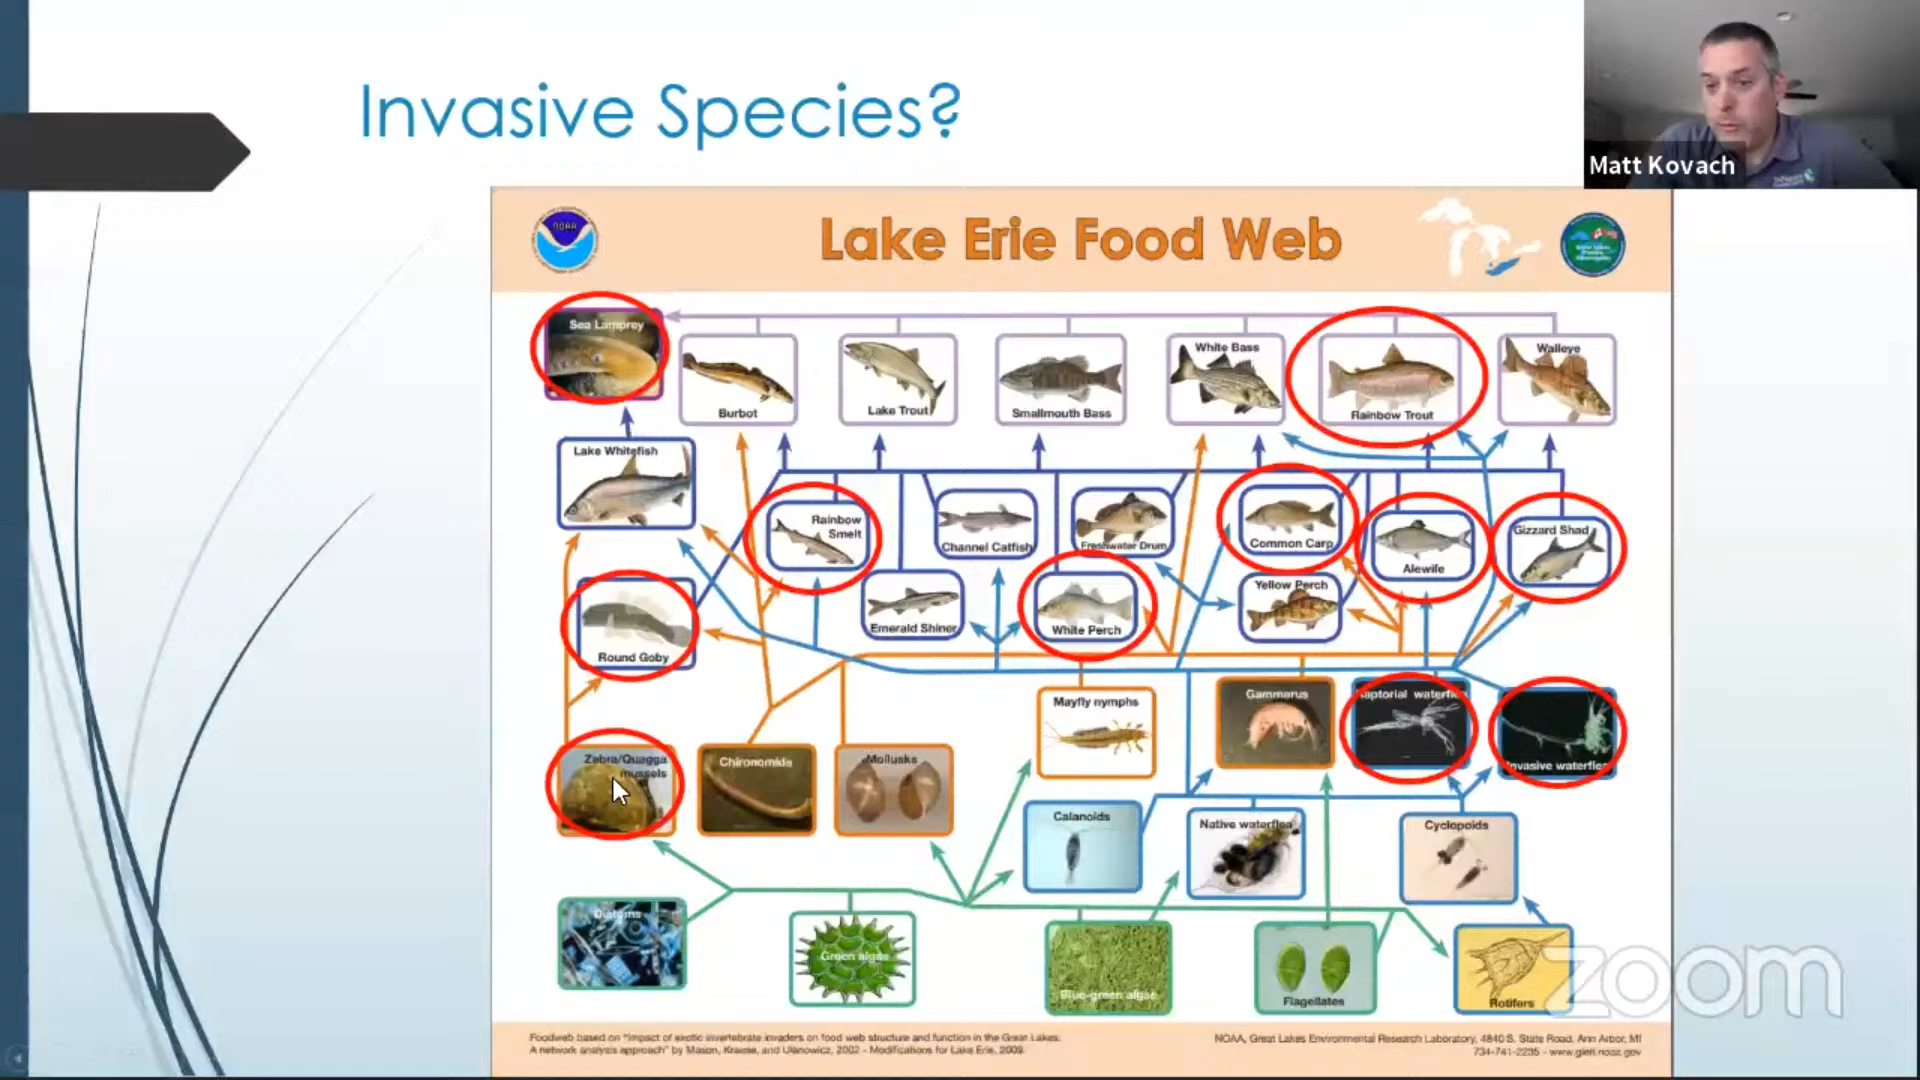 Invasive Species?
Matt Kovach
NOAA
Lake Erie Food Web
Sea Lamprey
Burbot
Lake Trout
Smallmouth Bass
White Bass
Rainbow Trout
Walleye
Lake Whitefish
Rainbow
Smelt
Channel Catfish
Freshwater Drum
Common Carp
Alewife
Gizzard Shad
Round Goby
Emerald Shiner
White Perch
Yellow Perch
Zebra/Quagga
mussels
Chironomids
Mollusks
Mayfly nymphs
Gammarus
raptorial waterflea
Invasive waterflea
Calanoids
Native waterflea
Cyclopoids
Diatoms
Green algae
Blue-green algae
Flagellates
Rotifers
zoom
Foodweb based on "Impact of exotic invertebrate invaders on food web structure and function in the Great Lakes:
A network analysis approach" by Mason, Krause, and Ulanowicz, 2002 - Modifications for Lake Erie, 2009.
NOAA, Great Lakes Environmental Research Laboratory, 4840 S. State Road, Ann Arbor, MI
734-741-2235 - www.glerl.noaa.gov